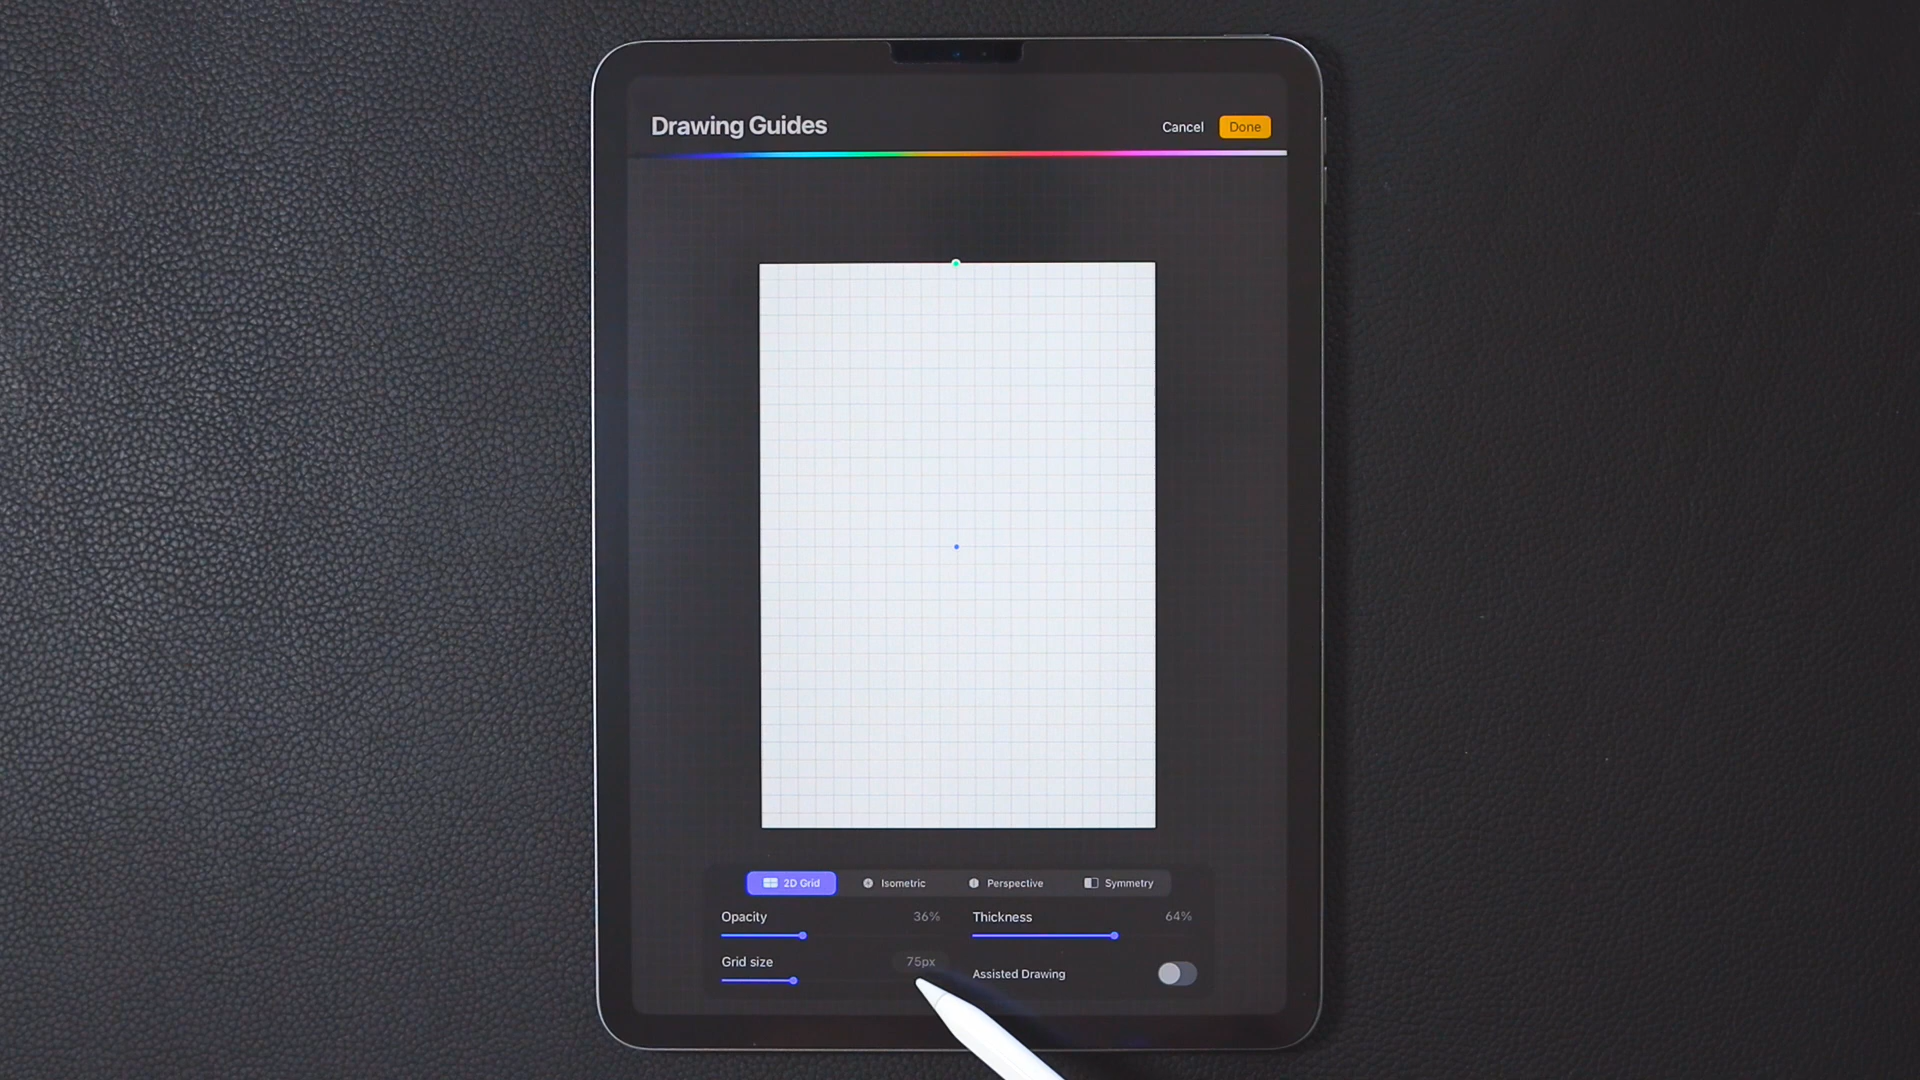 Drawing Guides
Cancel
Done
2D Grid
Isometric
Perspective
Symmetry
Opacity
36%
Thickness
64%
Grid size
75px
Assisted Drawing